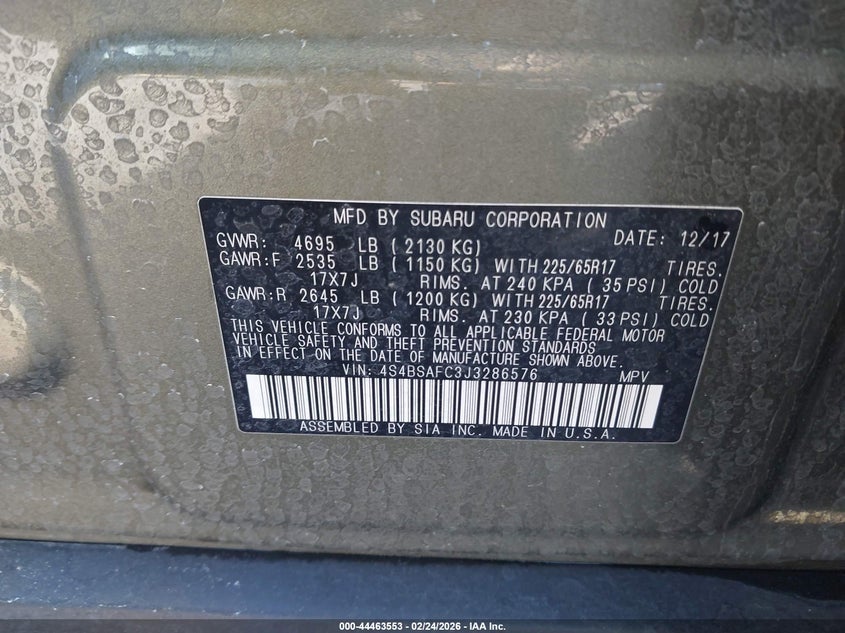 MFD BY SUBARU CORPORATION
GVWR: 4695 LB ( 2130 KG) DATE: 12/17
GAWR:F 2535 LB ( 1150 KG) WITH 225/65R17 TIRES.
17X7J RIMS. AT 240 KPA ( 35 PSI) COLD
GAWR:R 2645 LB ( 1200 KG) WITH 225/65R17 TIRES.
17X7J RIMS. AT 230 KPA ( 33 PSI) COLD
THIS VEHICLE CONFORMS TO ALL APPLICABLE FEDERAL MOTOR
VEHICLE SAFETY AND THEFT PREVENTION STANDARDS
IN EFFECT ON THE DATE OF MANUFACTURE SHOWN ABOVE.
VIN: 4S4BSAFC3J3286576 MPV
ASSEMBLED BY SIA INC. MADE IN U.S.A.
000-44463553 - 02/24/2026 - IAA Inc.